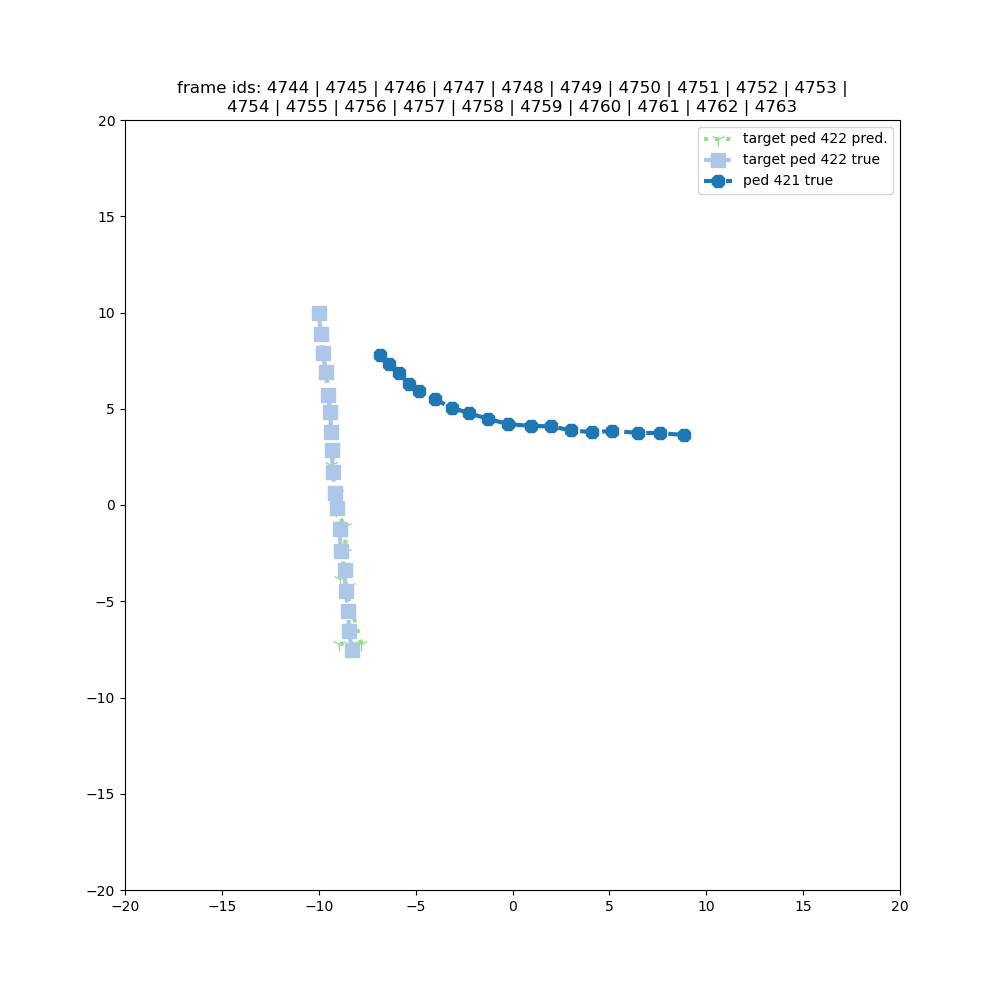 frame ids: 4744 | 4745 | 4746 | 4747 | 4748 | 4749 | 4750 | 4751 | 4752 | 4753 |
4754 | 4755 | 4756 | 4757 | 4758 | 4759 | 4760 | 4761 | 4762 | 4763
target ped 422 pred.
target ped 422 true
ped 421 true
20
15
10
5
0
−5
−10
−15
−20
−20 −15 −10 −5 0 5 10 15 20